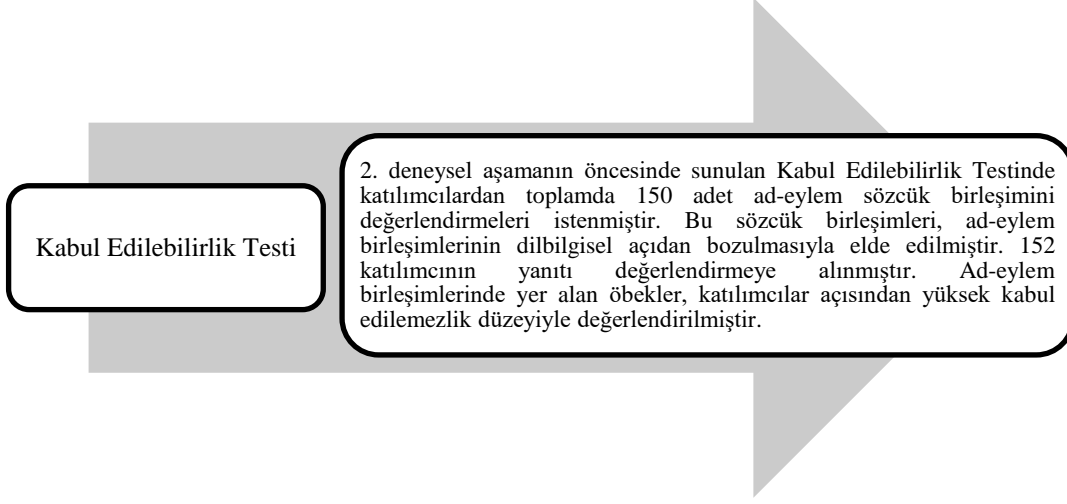 Kabul Edilebilirlik Testi
2. deneysel aşamanın öncesinde sunulan Kabul Edilebilirlik Testinde
katılımcılardan toplamda 150 adet ad-eylem sözcük birleşimini
değerlendirmeleri istenmiştir. Bu sözcük birleşimleri, ad-eylem
birleşimlerinin dilbilgisel açıdan bozulmasıyla elde edilmiştir. 152
katılımcının yanıtı değerlendirmeye alınmıştır. Ad-eylem
birleşimlerinde yer alan öbekler, katılımcılar açısından yüksek kabul
edilemezlik düzeyiyle değerlendirilmiştir.